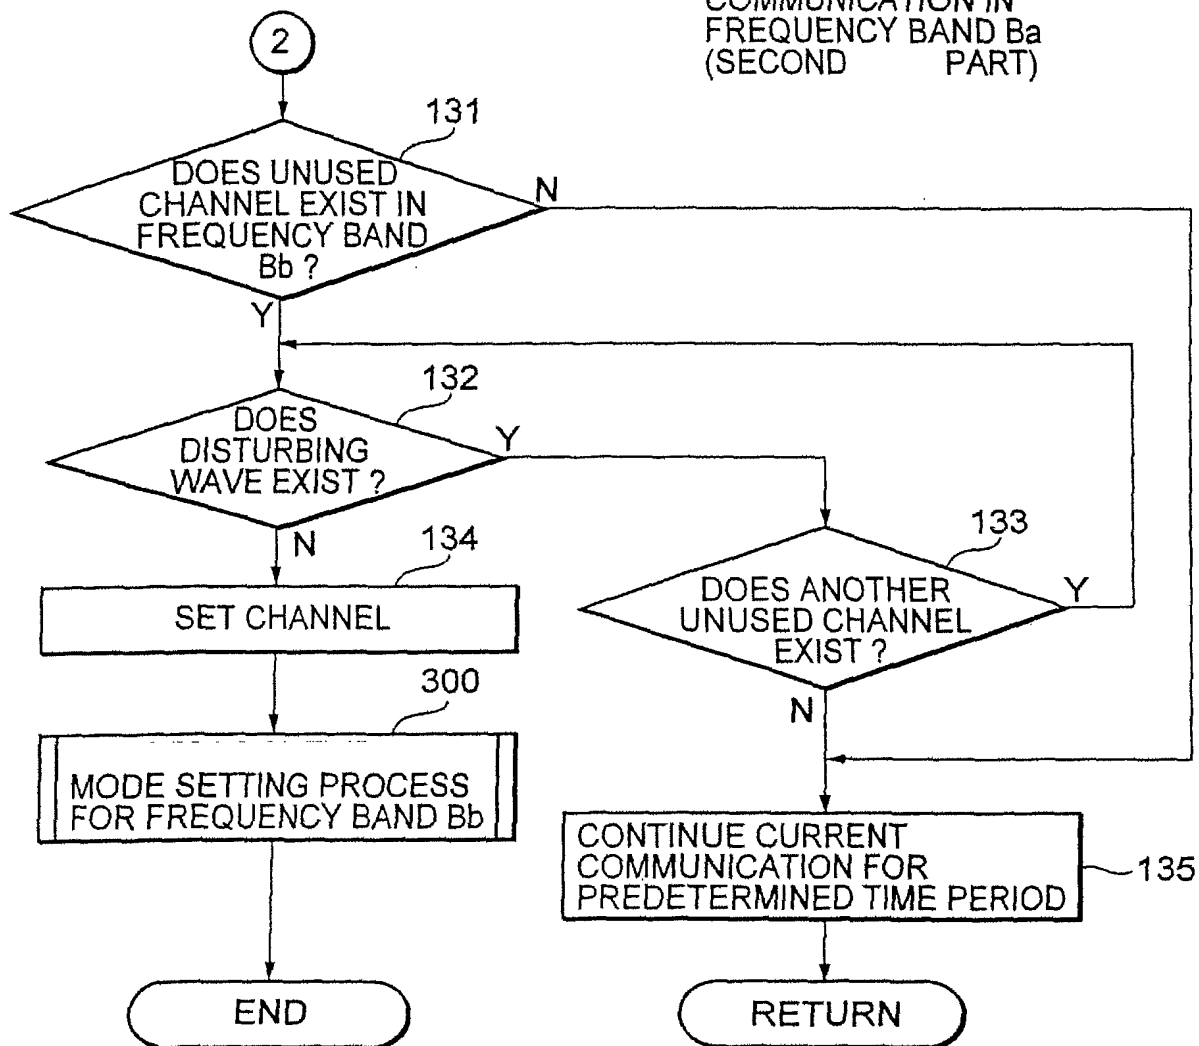 COMMUNICATION IN
FREQUENCY BAND Ba
(SECOND PART)
2
131
DOES UNUSED
CHANNEL EXIST IN
FREQUENCY BAND
Bb ?
N
Y
132
DOES
DISTURBING
WAVE EXIST ?
Y
N
133
DOES ANOTHER
UNUSED CHANNEL
EXIST ?
Y
N
134
SET CHANNEL
300
MODE SETTING PROCESS
FOR FREQUENCY BAND Bb
CONTINUE CURRENT
COMMUNICATION FOR
PREDETERMINED TIME PERIOD
135
END
RETURN